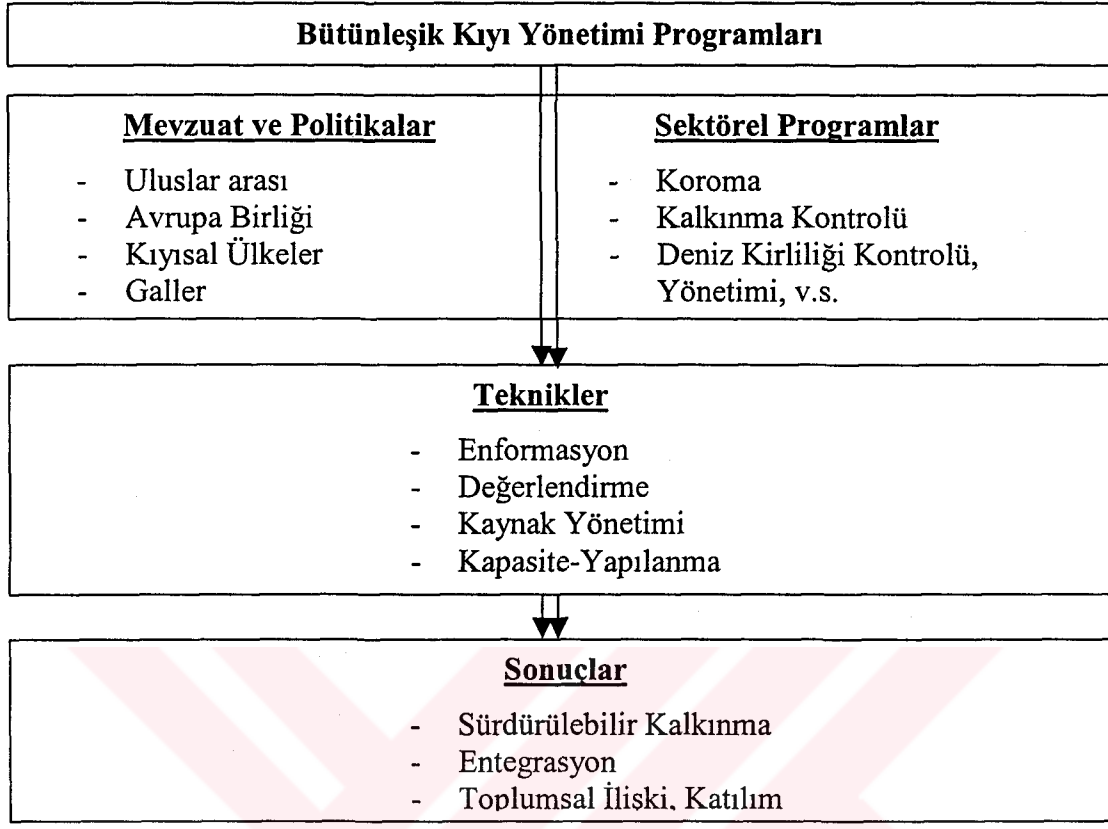 Bütünleşik Kıyı Yönetimi Programları
Mevzuat ve Politikalar
- Uluslar arası
- Avrupa Birliği
- Kıyısal Ülkeler
- Galler
Sektörel Programlar
- Koroma
- Kalkınma Kontrolü
- Deniz Kirliliği Kontrolü,
Yönetimi, v.s.
Teknikler
- Enformasyon
- Değerlendirme
- Kaynak Yönetimi
- Kapasite-Yapılanma
Sonuçlar
- Sürdürülebilir Kalkınma
- Entegrasyon
- Toplumsal İlişki, Katılım